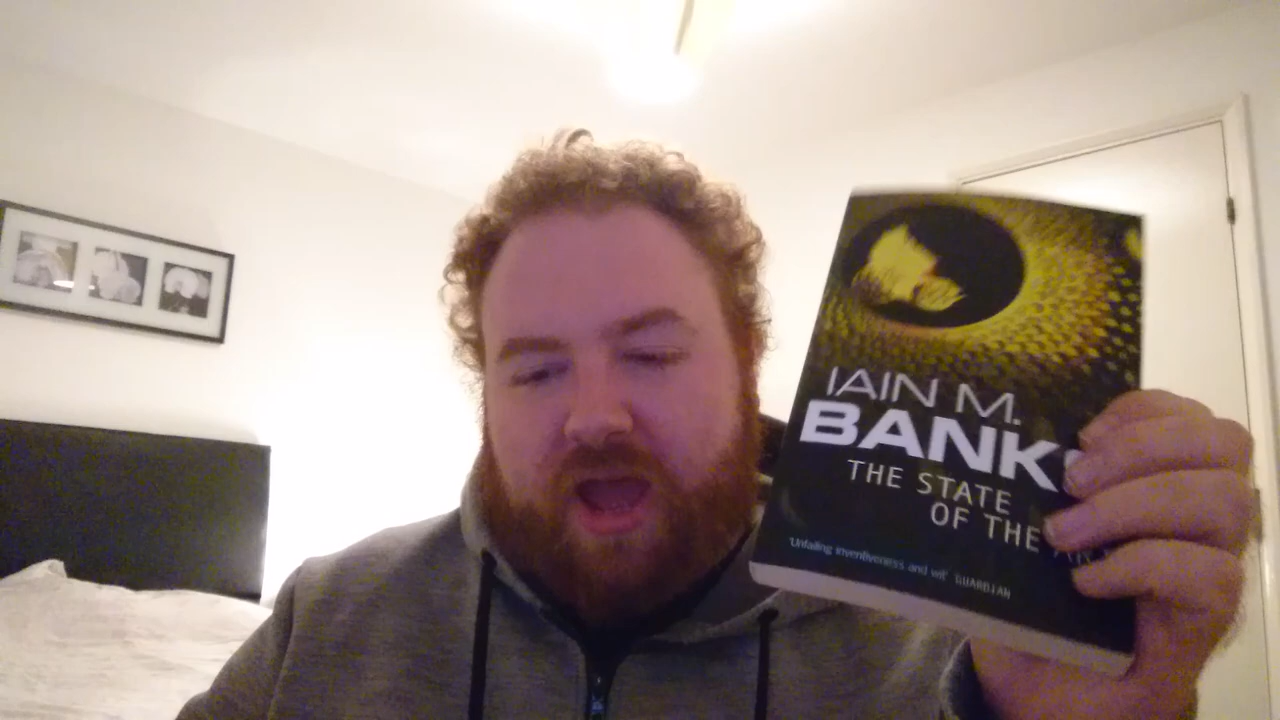 IAIN M.
BANK
THE STATE
OF THE
'Unfailing inventiveness and wit' GUARDIAN